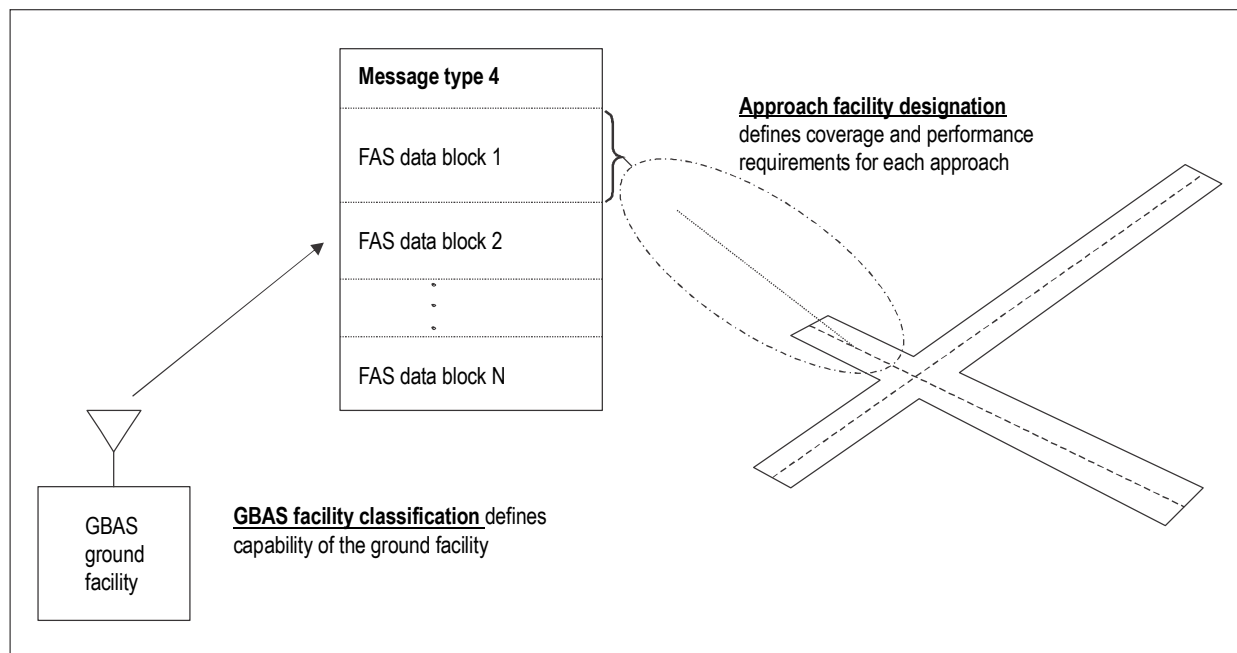 Message type 4
FAS data block 1
FAS data block 2
FAS data block N
Approach facility designation
defines coverage and performance
requirements for each approach
GBAS
ground
facility
GBAS facility classification defines
capability of the ground facility